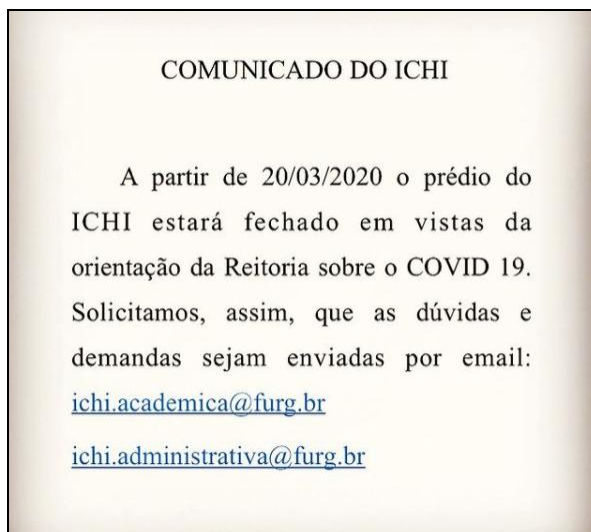 COMUNICADO DO ICHI
A partir de 20/03/2020 o prédio do
ICHI estará fechado em vistas da
orientação da Reitoria sobre o COVID 19.
Solicitamos, assim, que as dúvidas e
demandas sejam enviadas por email:
ichi.academica@furg.br
ichi.administrativa@furg.br